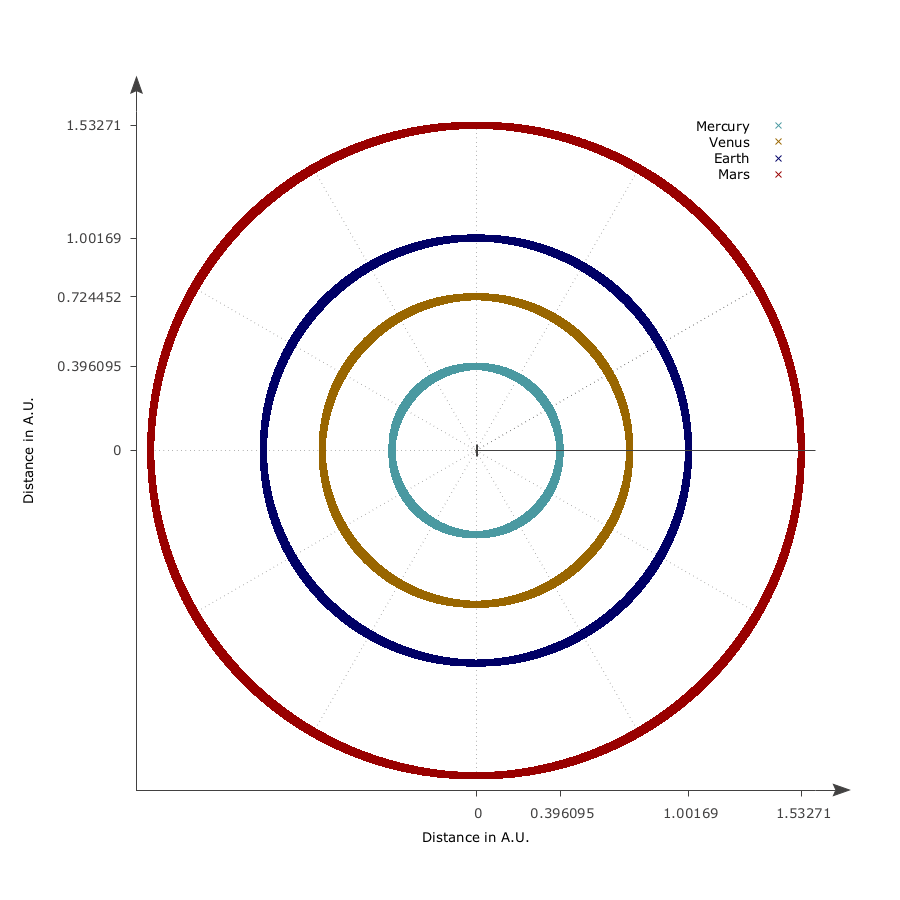 1.53271
1.00169
0.724452
0.396095
0
Distance in A.U.
Mercury
Venus
Earth
Mars
0 0.396095 1.00169 1.53271
Distance in A.U.